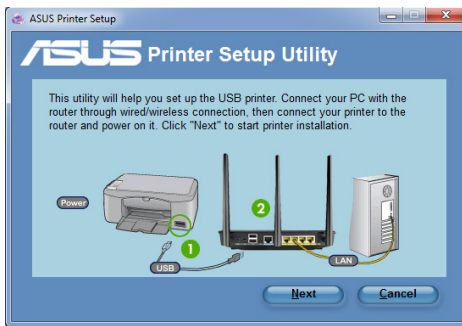 ASUS Printer Setup
ASUS Printer Setup Utility
This utility will help you set up the USB printer. Connect your PC with the
router through wired/wireless connection, then connect your printer to the
router and power on it. Click "Next" to start printer installation.
Power
2
1
USB
LAN
Next
Cancel